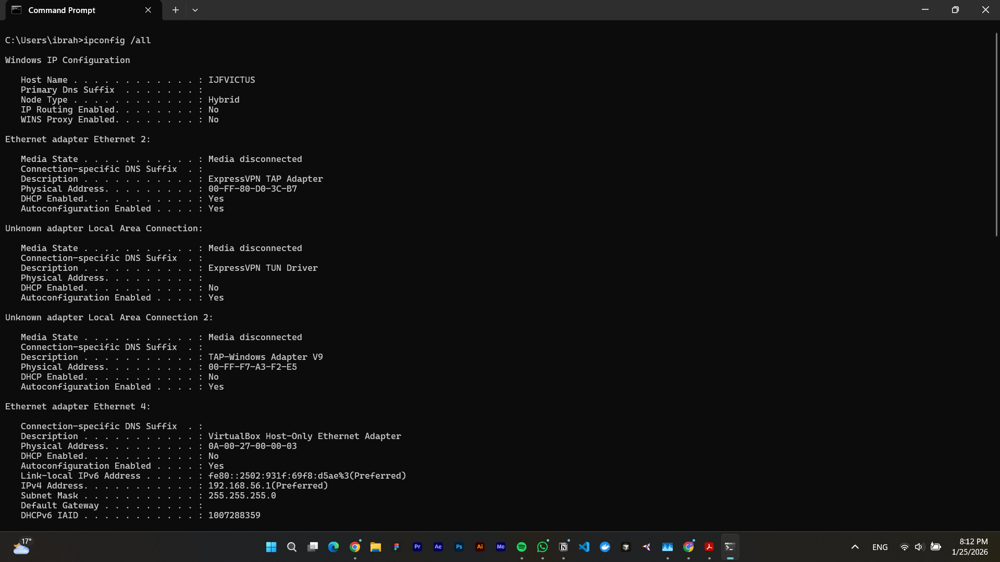 Command Prompt
C:\Users\ibrah>ipconfig /all
Windows IP Configuration
Host Name . . . . . . . . . . . . : IJFVICTUS
Primary Dns Suffix  . . . . . . . :
Node Type . . . . . . . . . . . . : Hybrid
IP Routing Enabled. . . . . . . . : No
WINS Proxy Enabled. . . . . . . . : No
Ethernet adapter Ethernet 2:
Media State . . . . . . . . . . . : Media disconnected
Connection-specific DNS Suffix  . :
Description . . . . . . . . . . . : ExpressVPN TAP Adapter
Physical Address. . . . . . . . . : 00-FF-80-D0-3C-B7
DHCP Enabled. . . . . . . . . . . : Yes
Autoconfiguration Enabled . . . . : Yes
Unknown adapter Local Area Connection:
Media State . . . . . . . . . . . : Media disconnected
Connection-specific DNS Suffix  . :
Description . . . . . . . . . . . : ExpressVPN TUN Driver
Physical Address. . . . . . . . . :
DHCP Enabled. . . . . . . . . . . : No
Autoconfiguration Enabled . . . . : Yes
Unknown adapter Local Area Connection 2:
Media State . . . . . . . . . . . : Media disconnected
Connection-specific DNS Suffix  . :
Description . . . . . . . . . . . : TAP-Windows Adapter V9
Physical Address. . . . . . . . . : 00-FF-F7-A3-F2-E5
DHCP Enabled. . . . . . . . . . . : No
Autoconfiguration Enabled . . . . : Yes
Ethernet adapter Ethernet 4:
Connection-specific DNS Suffix  . :
Description . . . . . . . . . . . : VirtualBox Host-Only Ethernet Adapter
Physical Address. . . . . . . . . : 0A-00-27-00-00-03
DHCP Enabled. . . . . . . . . . . : No
Autoconfiguration Enabled . . . . : Yes
Link-local IPv6 Address . . . . . : fe80::2502:931f:69f8:d5ae%3(Preferred)
IPv4 Address. . . . . . . . . . . : 192.168.56.1(Preferred)
Subnet Mask . . . . . . . . . . . : 255.255.255.0
Default Gateway . . . . . . . . . :
DHCPv6 IAID . . . . . . . . . . . : 1007288359
17°
Pr
Ae
Ps
Ai
Me
N
ENG
8:12 PM
1/25/2026